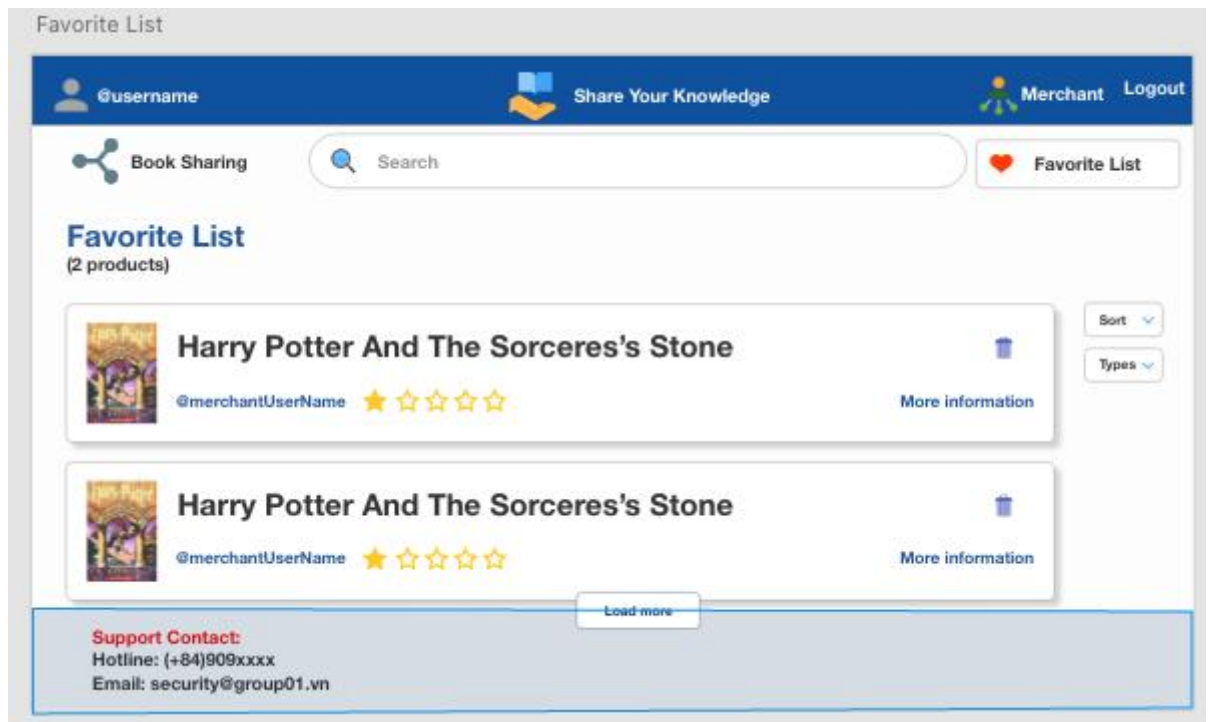 Favorite List
@username
Share Your Knowledge
Merchant
Logout
Book Sharing
Search
Favorite List
Favorite List
(2 products)
Sort
Types
Harry Potter And The Sorceres's Stone
@merchantUserName
More information
Harry Potter And The Sorceres's Stone
@merchantUserName
More information
Load more
Support Contact:
Hotline: (+84)909xxxx
Email: security@group01.vn